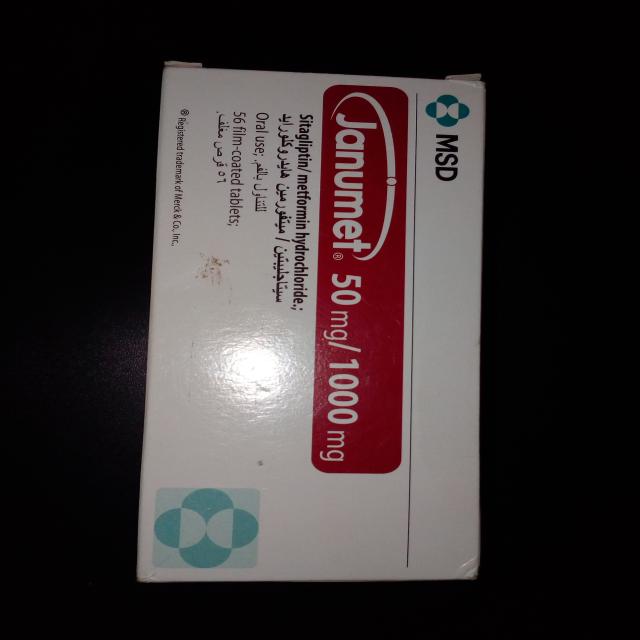 MSD
Janumet® 50 mg/ 1000 mg
Sitagliptin/ metformin hydrochloride.;
سيتاجليبتين / ميتفورمين هايدروكلورايد
Oral use; للتناول بالفم.
56 film-coated tablets;
٥٦ قرص مغلف.
® Registered trademark of Merck & Co., Inc.